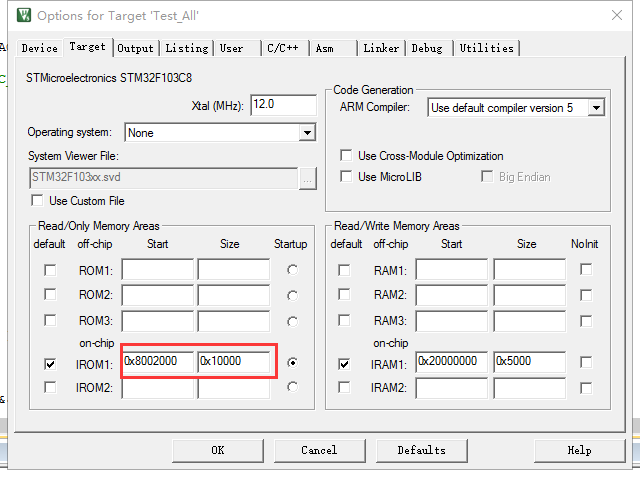 Options for Target 'Test_All'
Device Target Output Listing User C/C++ Asm Linker Debug Utilities
STMicroelectronics STM32F103C8
Xtal (MHz): 12.0
Operating system: None
System Viewer File:
STM32F103xx.svd ...
Use Custom File
Code Generation
ARM Compiler: Use default compiler version 5
Use Cross-Module Optimization
Use MicroLIB Big Endian
Read/Only Memory Areas
default off-chip Start Size Startup
ROM1:
ROM2:
ROM3:
on-chip
IROM1: 0x8002000 0x10000
IROM2:
Read/Write Memory Areas
default off-chip Start Size NoInit
RAM1:
RAM2:
RAM3:
on-chip
IRAM1: 0x20000000 0x5000
IRAM2:
OK Cancel Defaults Help